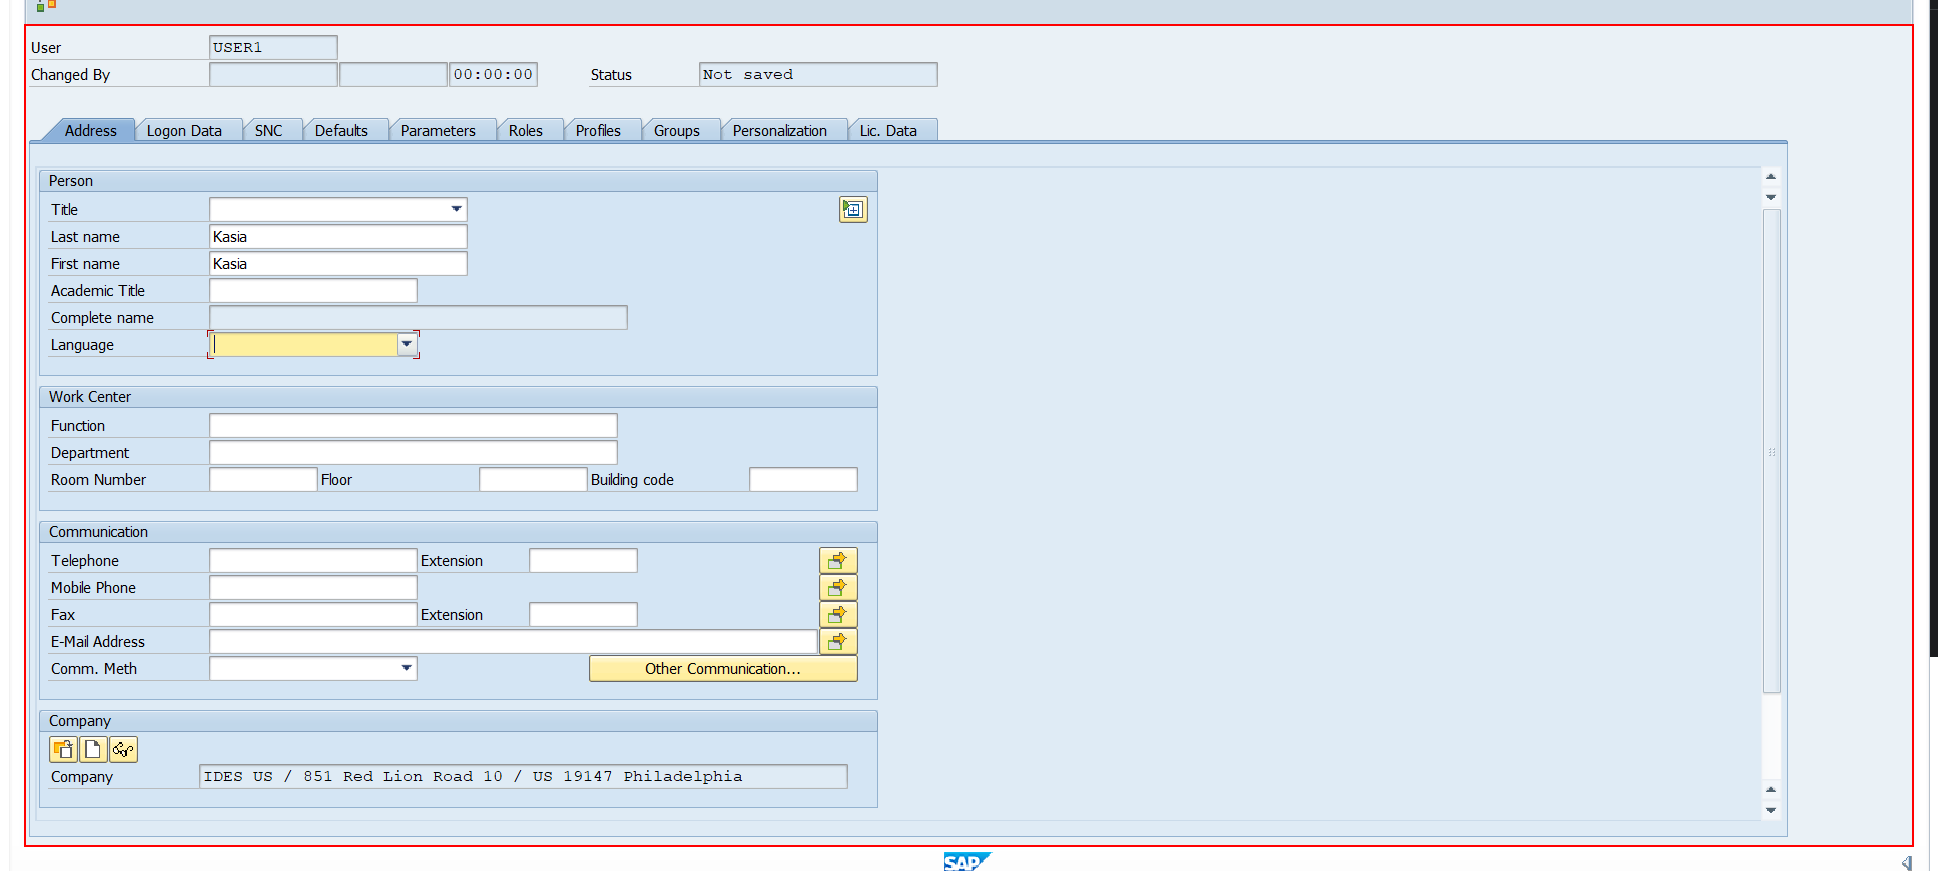 User USER1
Changed By 00:00:00 Status Not saved
Address Logon Data SNC Defaults Parameters Roles Profiles Groups Personalization Lic. Data
Person
Title
Last name Kasia
First name Kasia
Academic Title
Complete name
Language
Work Center
Function
Department
Room Number Floor Building code
Communication
Telephone Extension
Mobile Phone
Fax Extension
E-Mail Address
Comm. Meth Other Communication...
Company
Company IDES US / 851 Red Lion Road 10 / US 19147 Philadelphia
SAP